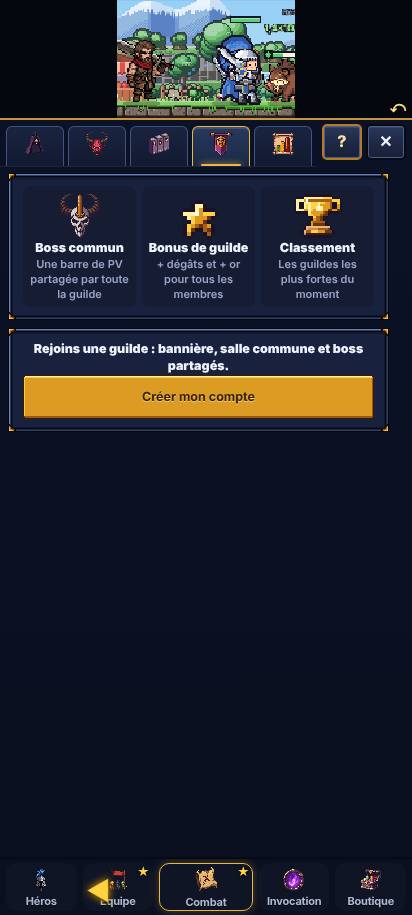 ?
×
Boss commun
Une barre de PV
partagée par toute
la guilde
Bonus de guilde
+ dégâts et + or
pour tous les
membres
Classement
Les guildes les
plus fortes du
moment
Rejoins une guilde : bannière, salle commune et boss
partagés.
Créer mon compte
Héros
Équipe
Combat
Invocation
Boutique